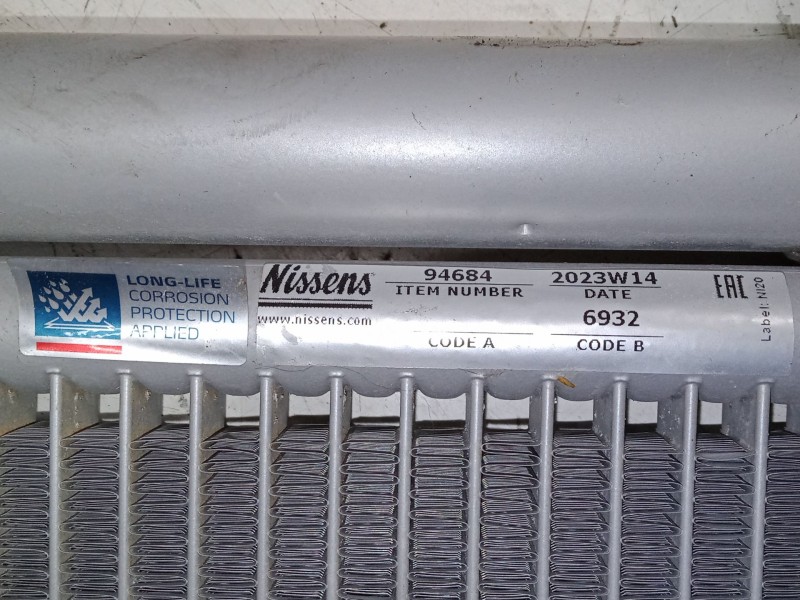 LONG-LIFE
CORROSION
PROTECTION
APPLIED
Nissens
www.nissens.com
94684
ITEM NUMBER
CODE A
2023W14
DATE
6932
CODE B
EAC
Label: NI20